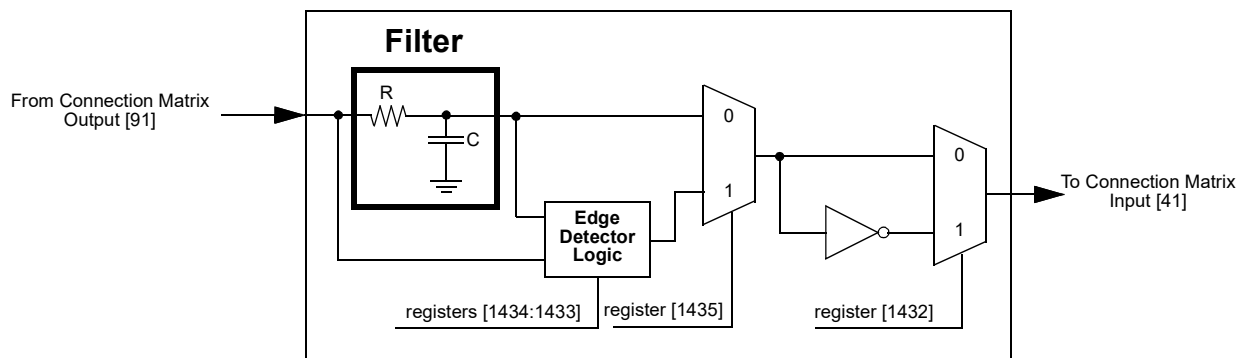 Filter
From Connection Matrix
Output [91]
R
C
0
1
Edge
Detector
Logic
0
1
To Connection Matrix
Input [41]
registers [1434:1433]
register [1435]
register [1432]